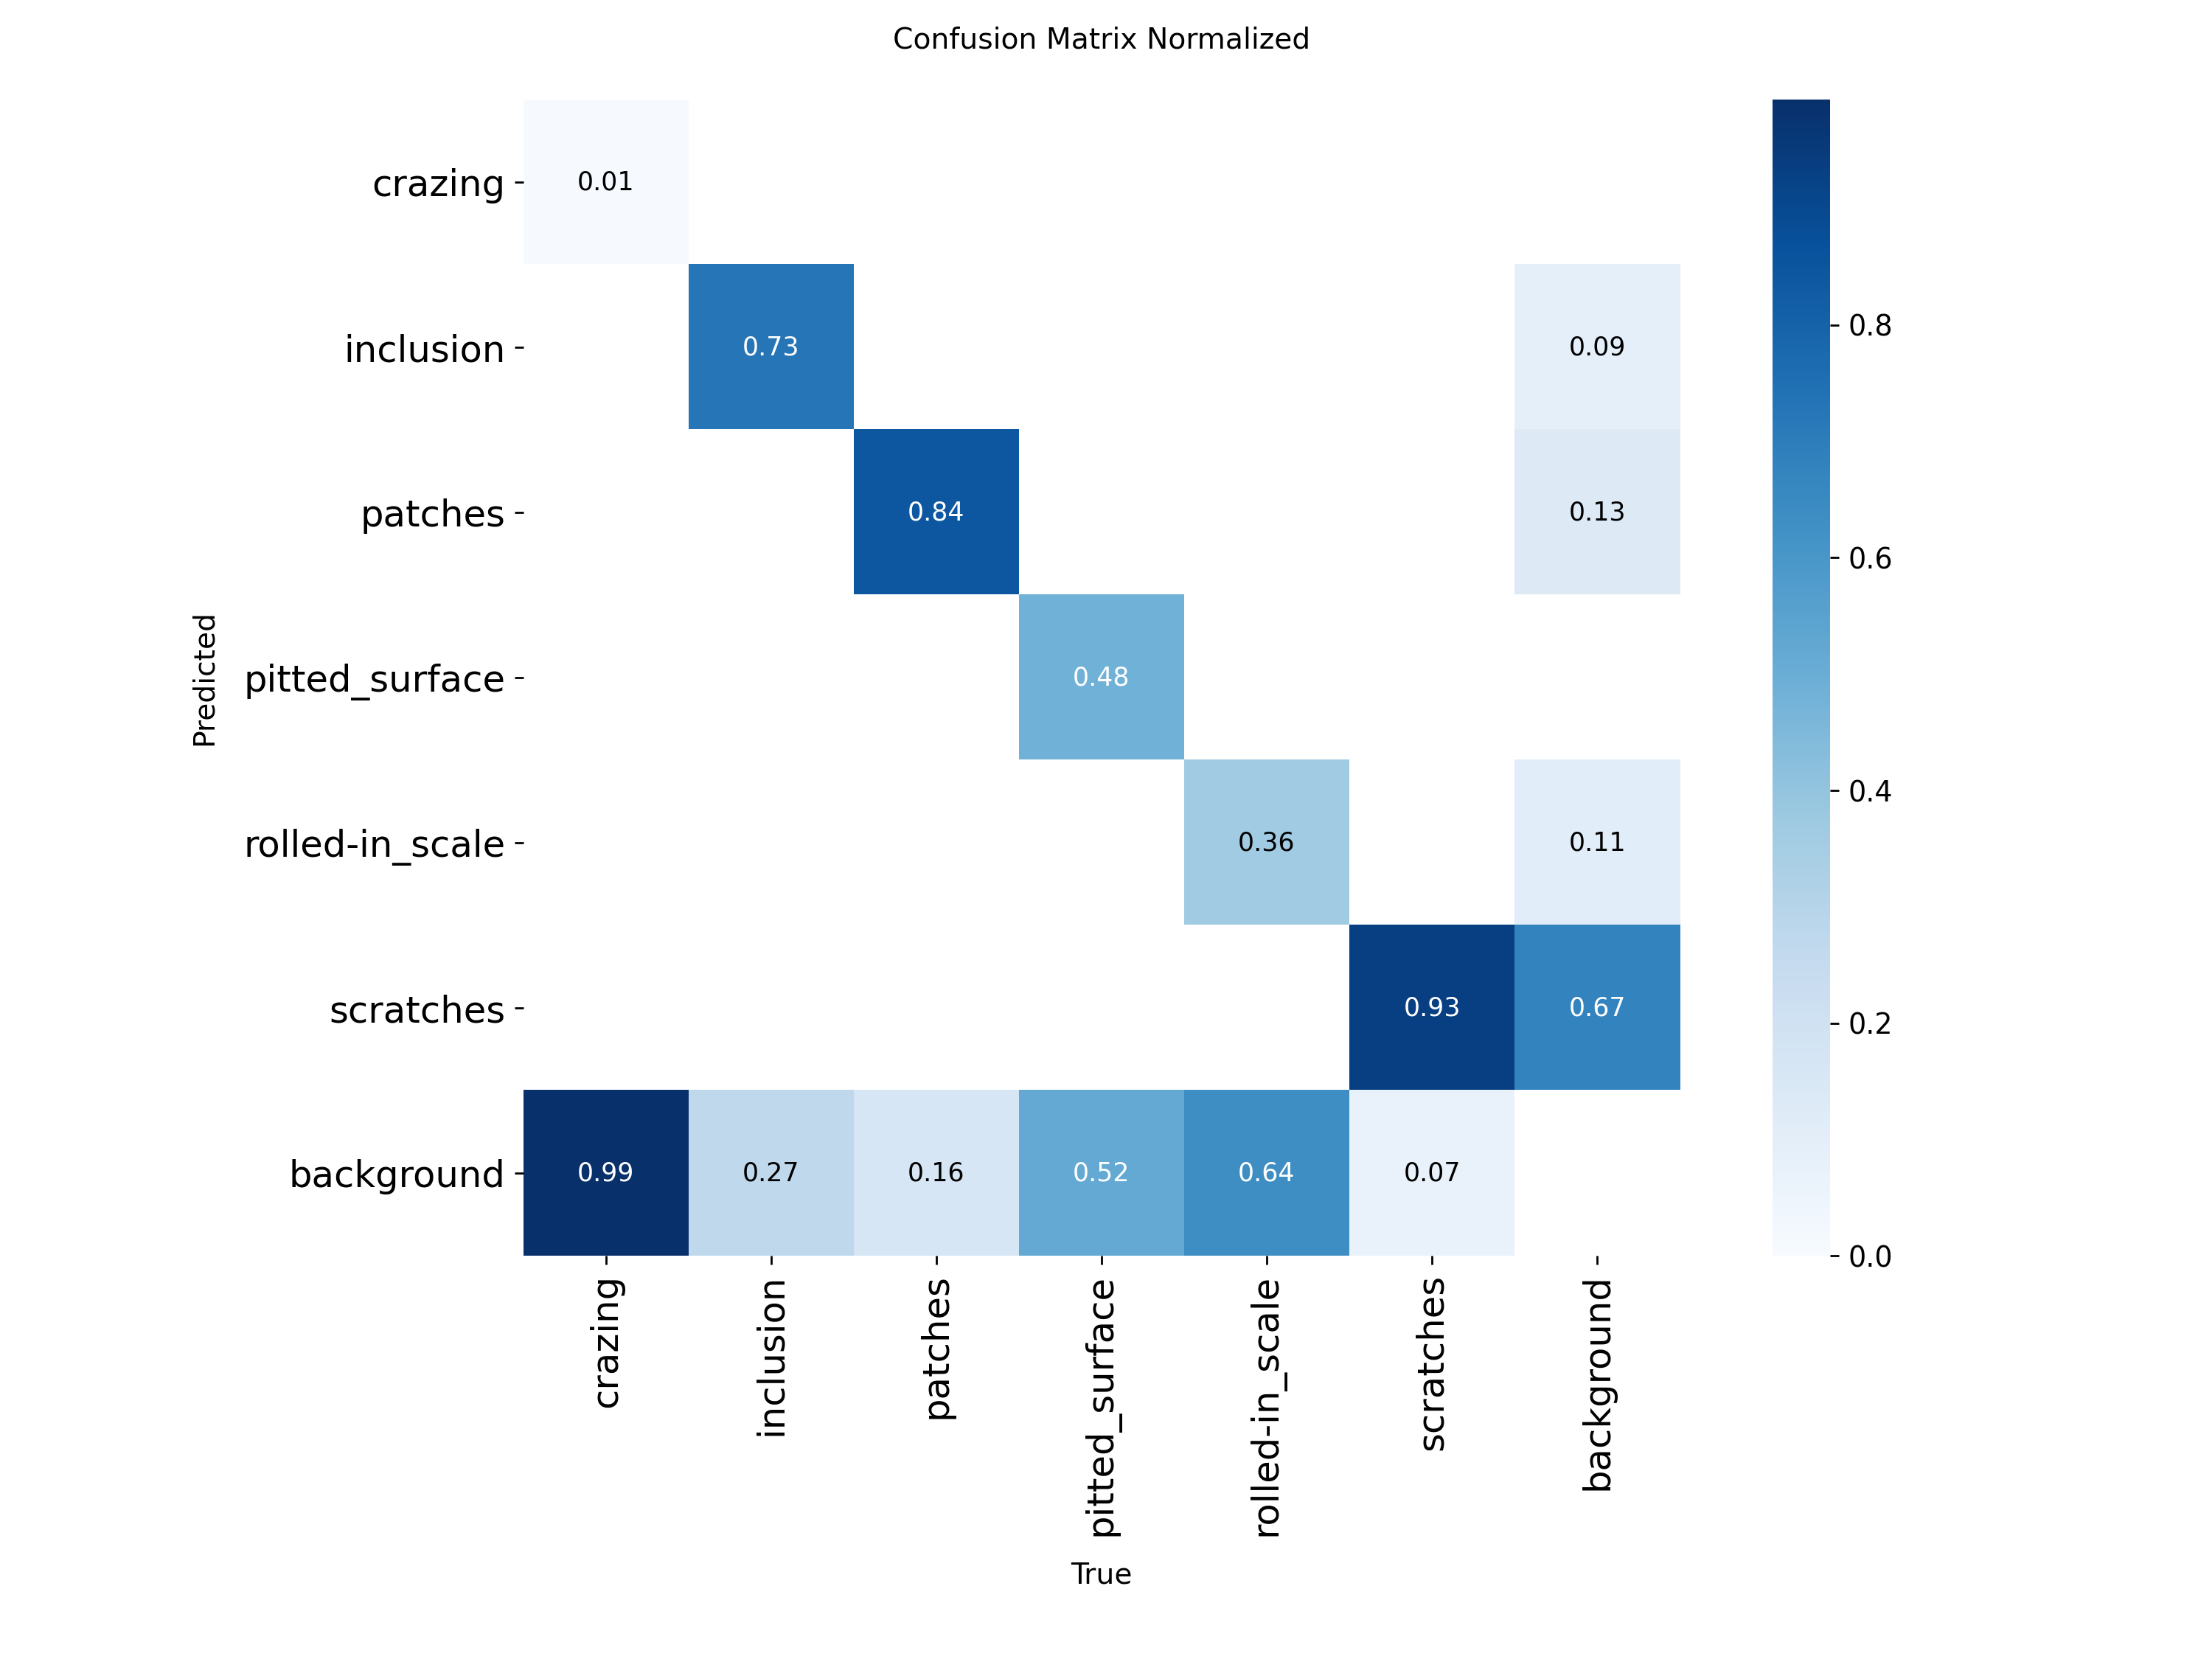 Confusion Matrix Normalized
crazing
0.01
inclusion
0.73
0.09
0.8
patches
0.84
0.13
0.6
Predicted
pitted_surface
0.48
0.4
rolled-in_scale
0.36
0.11
scratches
0.93
0.67
0.2
background
0.99
0.27
0.16
0.52
0.64
0.07
0.0
crazing
inclusion
patches
pitted_surface
rolled-in_scale
scratches
background
True